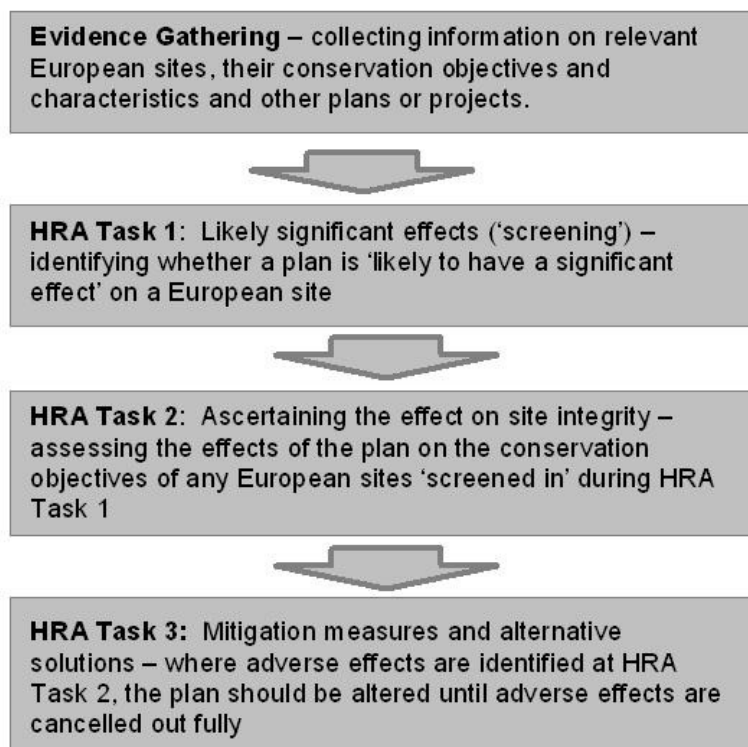 Evidence Gathering – collecting information on relevant
European sites, their conservation objectives and
characteristics and other plans or projects.
HRA Task 1:  Likely significant effects (‘screening’) –
identifying whether a plan is ‘likely to have a significant
effect’ on a European site
HRA Task 2:  Ascertaining the effect on site integrity –
assessing the effects of the plan on the conservation
objectives of any European sites ‘screened in’ during HRA
Task 1
HRA Task 3:  Mitigation measures and alternative
solutions – where adverse effects are identified at HRA
Task 2, the plan should be altered until adverse effects are
cancelled out fully